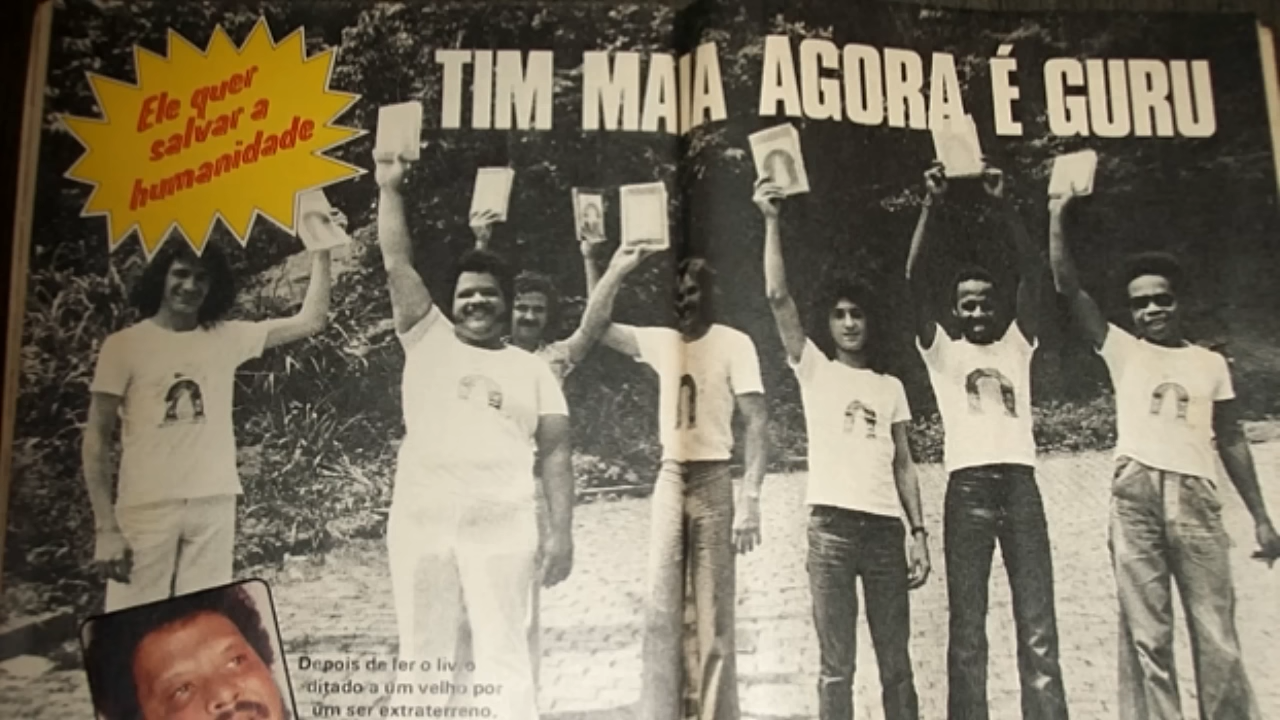 TIM MAIA AGORA É GURU
Ele quer
salvar a
humanidade
Depois de ler o livro
ditado a um velho por
um ser extraterreno,